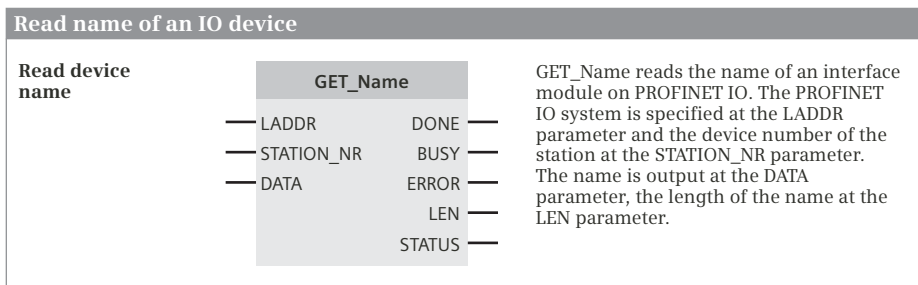 Read name of an IO device
Read device
name
GET_Name
LADDR DONE
STATION_NR BUSY
DATA ERROR
LEN
STATUS
GET_Name reads the name of an interface
module on PROFINET IO. The PROFINET
IO system is specified at the LADDR
parameter and the device number of the
station at the STATION_NR parameter.
The name is output at the DATA
parameter, the length of the name at the
LEN parameter.